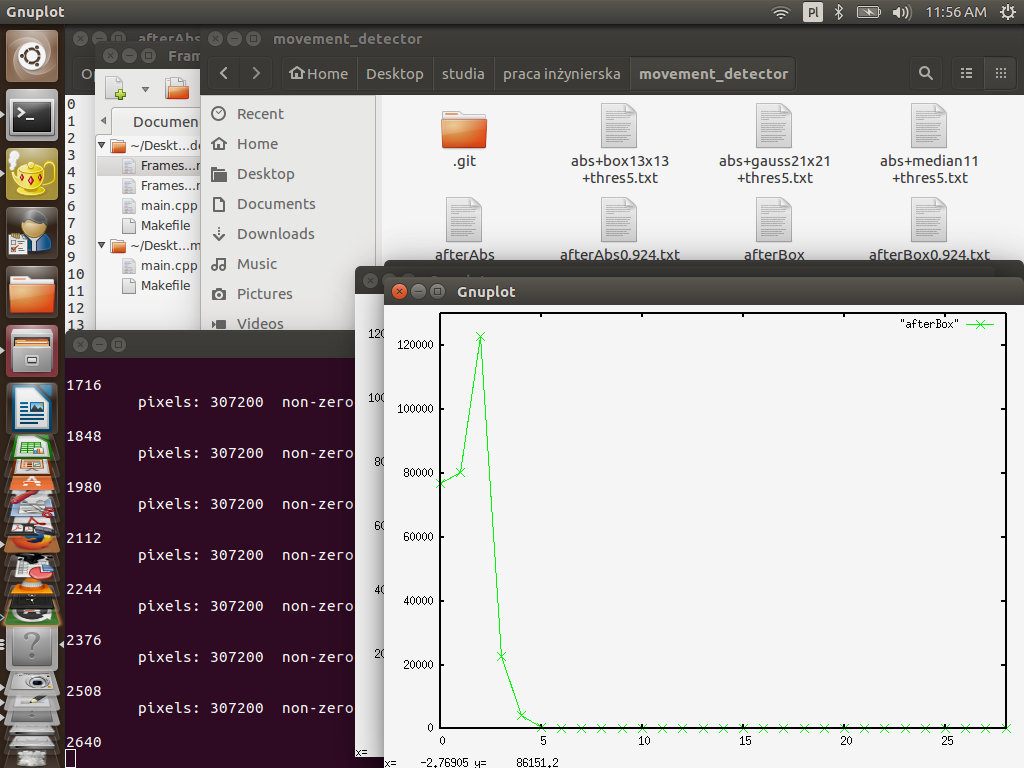 Gnuplot
Pl
11:56 AM
afterAbs
movement_detector
Fram
Home
Desktop
studia
praca inżynierska
movement_detector
Documen
~/Deskt...d
Frames...r
Frames...r
main.cpp
Makefile
~/Deskt...m
main.cpp
Makefile
0
1
2
3
4
5
6
7
8
9
10
11
12
13
Recent
Home
Desktop
Documents
Downloads
Music
Pictures
Videos
.git
abs+box13x13
+thres5.txt
abs+gauss21x21
+thres5.txt
abs+median11
+thres5.txt
afterAbs
afterAbs0.924.txt
afterBox
afterBox0.924.txt
1716
pixels: 307200 non-zero
1848
pixels: 307200 non-zero
1980
pixels: 307200 non-zero
2112
pixels: 307200 non-zero
2244
pixels: 307200 non-zero
2376
pixels: 307200 non-zero
2508
pixels: 307200 non-zero
2640
120
100
80
60
40
20
x=
Gnuplot
"afterBox"
120000
100000
80000
60000
40000
20000
0
0
5
10
15
20
25
x= -2.76905 y= 86151.2